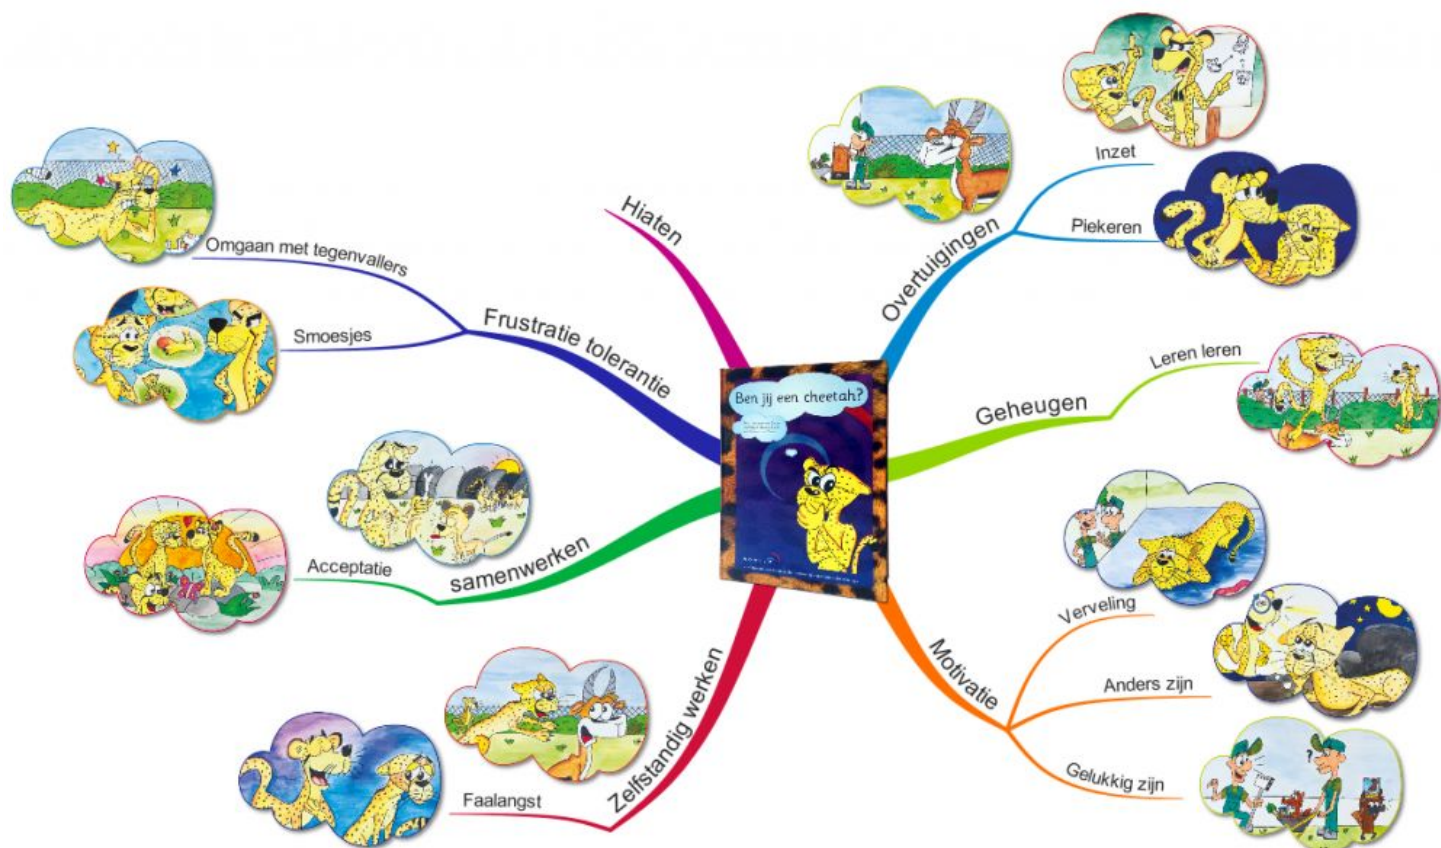 Ben jij een cheetah?
Overtuigingen
Inzet
Piekeren
Geheugen
Leren leren
Motivatie
Verveling
Anders zijn
Gelukkig zijn
Zelfstandig werken
Faalangst
samenwerken
Acceptatie
Frustratie tolerantie
Omgaan met tegenvallers
Smoesjes
Hiaten